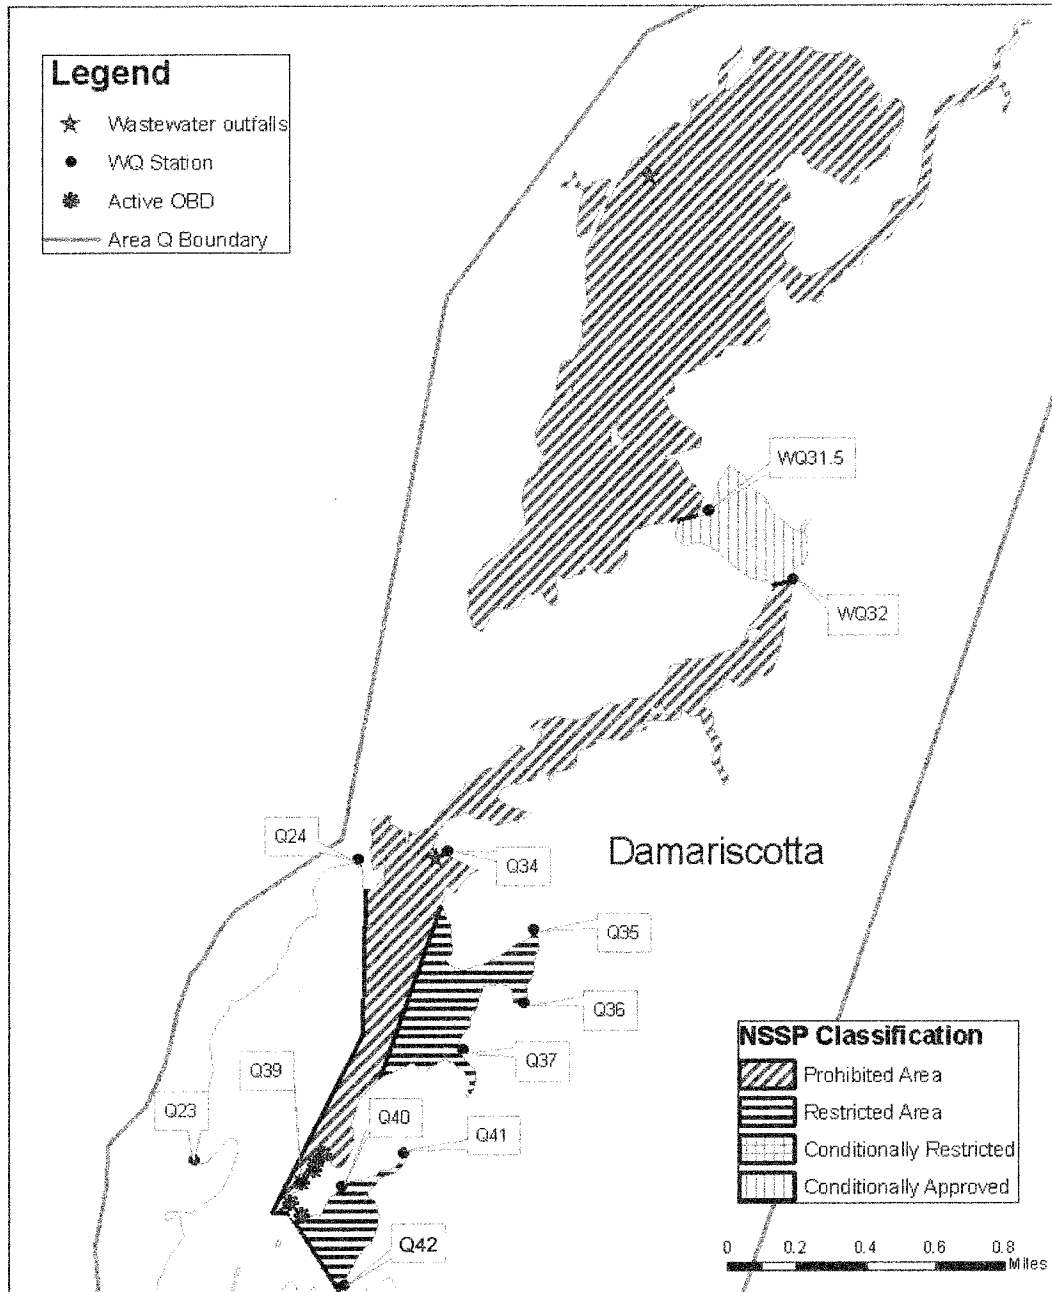 Legend
Wastewater outfalls
WQ Station
Active OBD
Area Q Boundary
WQ31.5
WQ32
Q24
Q34
Damariscotta
Q35
Q36
Q37
Q39
Q40
Q23
Q41
Q42
NSSP Classification
Prohibited Area
Restricted Area
Conditionally Restricted
Conditionally Approved
0 0.2 0.4 0.6 0.8
Miles